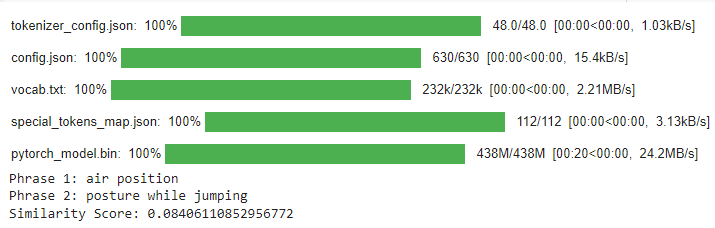 tokenizer_config.json: 100% 48.0/48.0 [00:00<00:00, 1.03kB/s]
config.json: 100% 630/630 [00:00<00:00, 15.4kB/s]
vocab.txt: 100% 232k/232k [00:00<00:00, 2.21MB/s]
special_tokens_map.json: 100% 112/112 [00:00<00:00, 3.13kB/s]
pytorch_model.bin: 100% 438M/438M [00:20<00:00, 24.2MB/s]
Phrase 1: air position
Phrase 2: posture while jumping
Similarity Score: 0.08406110852956772